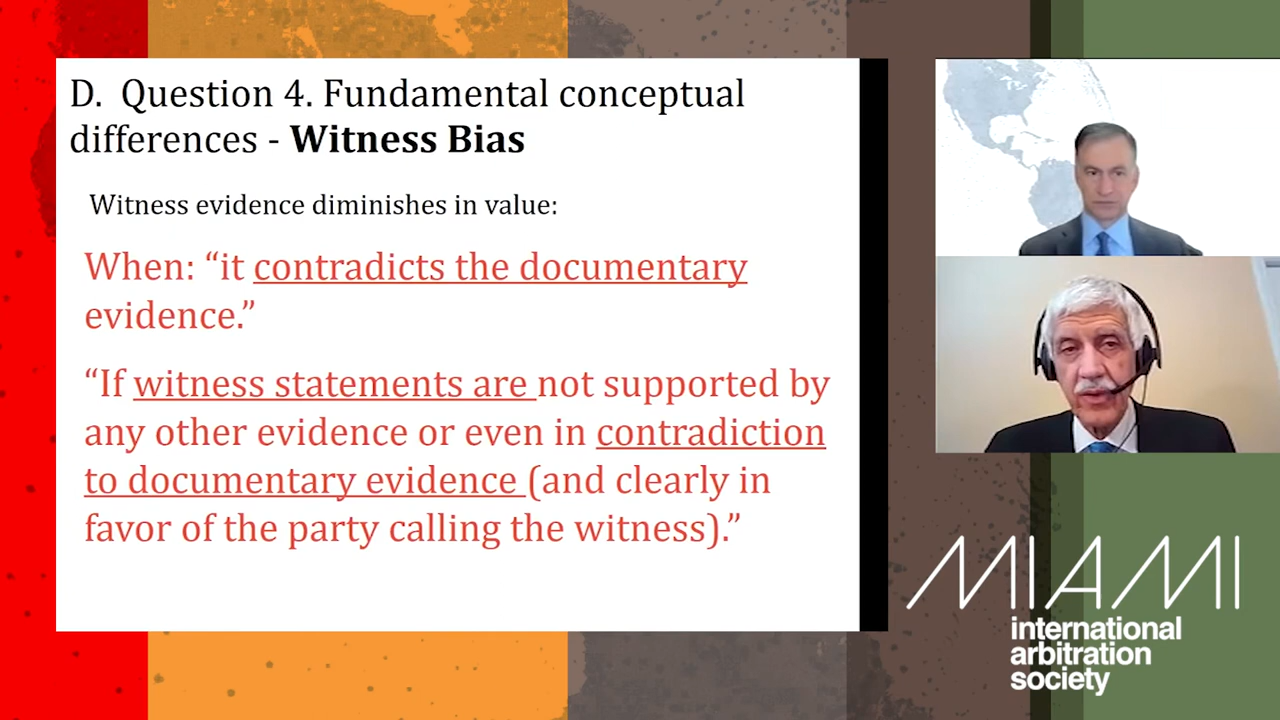 D. Question 4. Fundamental conceptual
differences - Witness Bias
Witness evidence diminishes in value:
When: “it contradicts the documentary
evidence.”
“If witness statements are not supported by
any other evidence or even in contradiction
to documentary evidence (and clearly in
favor of the party calling the witness).”
MIAMI
international
arbitration
society